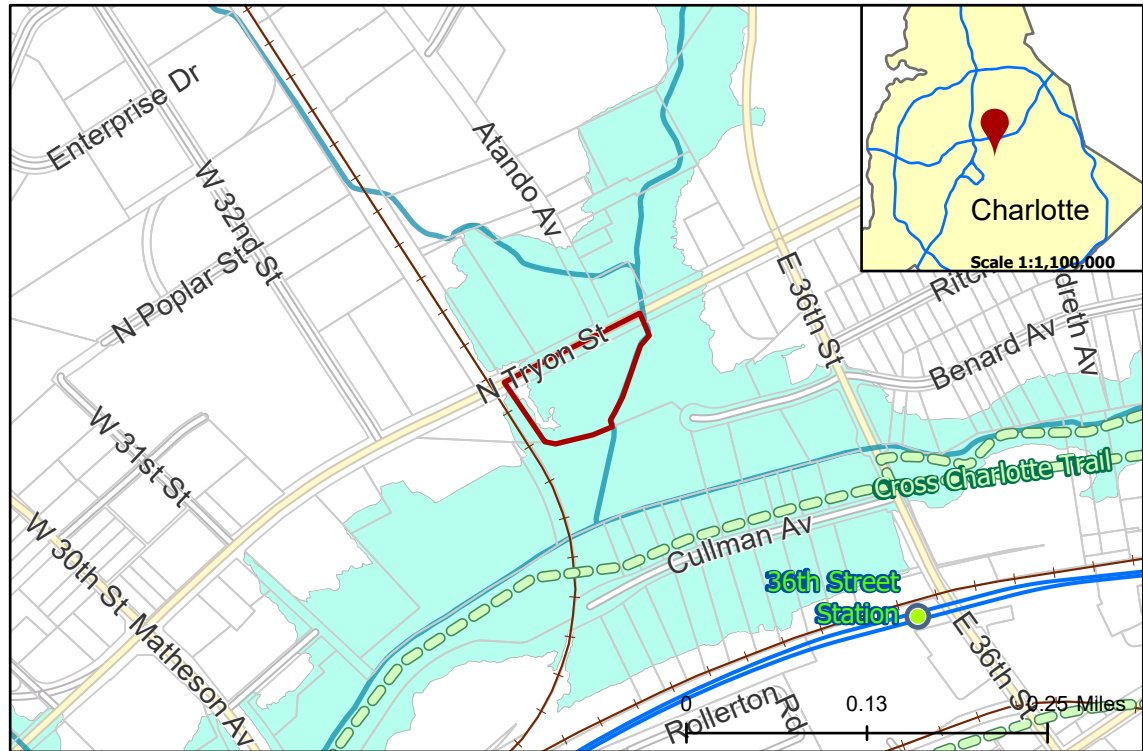 Enterprise Dr
W 32nd St
Atando Av
N Poplar St
N Tryon St
E 36th St
Charlotte
Scale 1:1,100,000
Benard Av
W 31st St
W 30th St
Matheson Av
Cross Charlotte Trail
Cullman Av
36th Street
Station
E 36th St
Rollerton
Rd
0
0.13
0.25 Miles